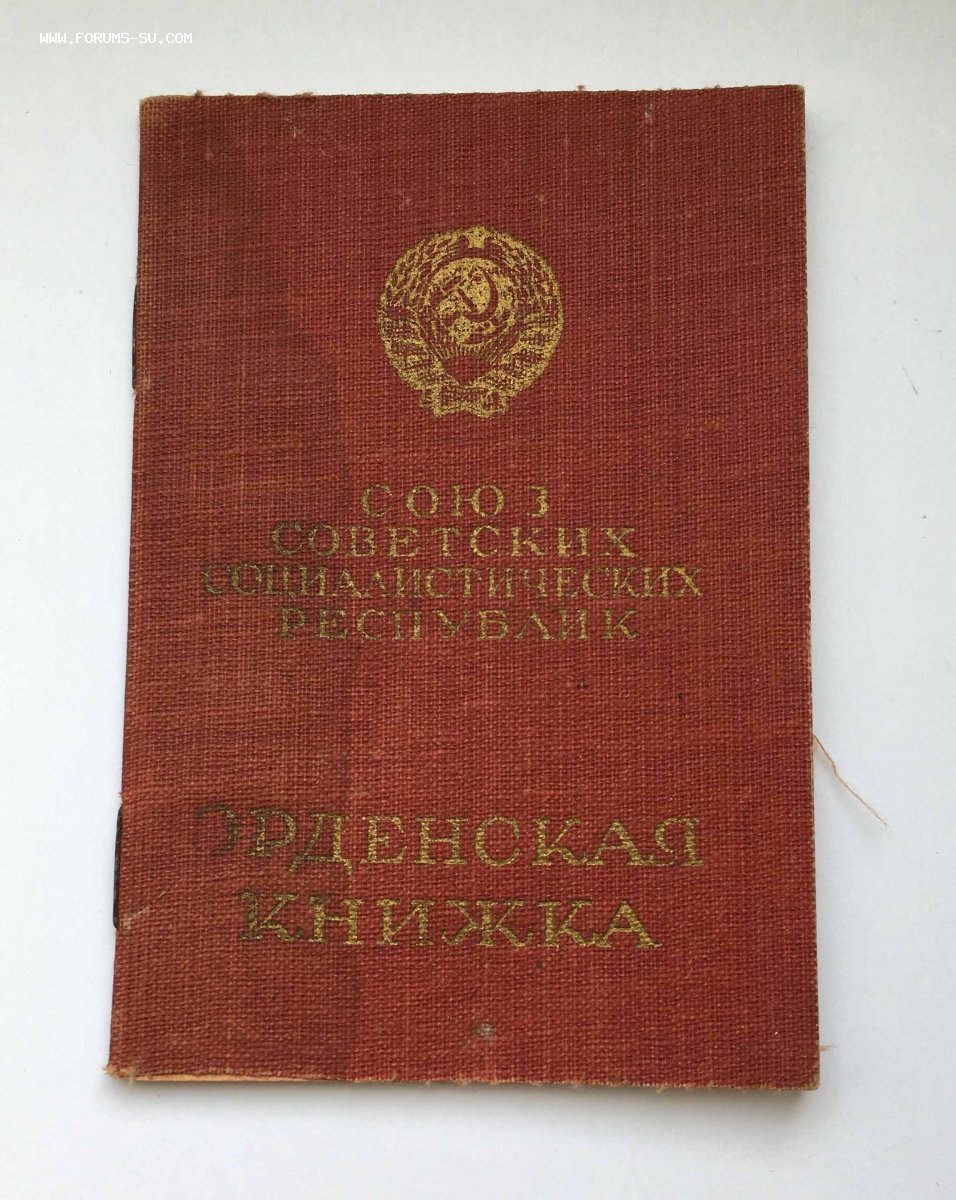 WWW.FORUMS-SU.COM
СОЮЗ
СОВЕТСКИХ
СОЦИАЛИСТИЧЕСКИХ
РЕСПУБЛИК
ОРДЕНСКАЯ
КНИЖКА